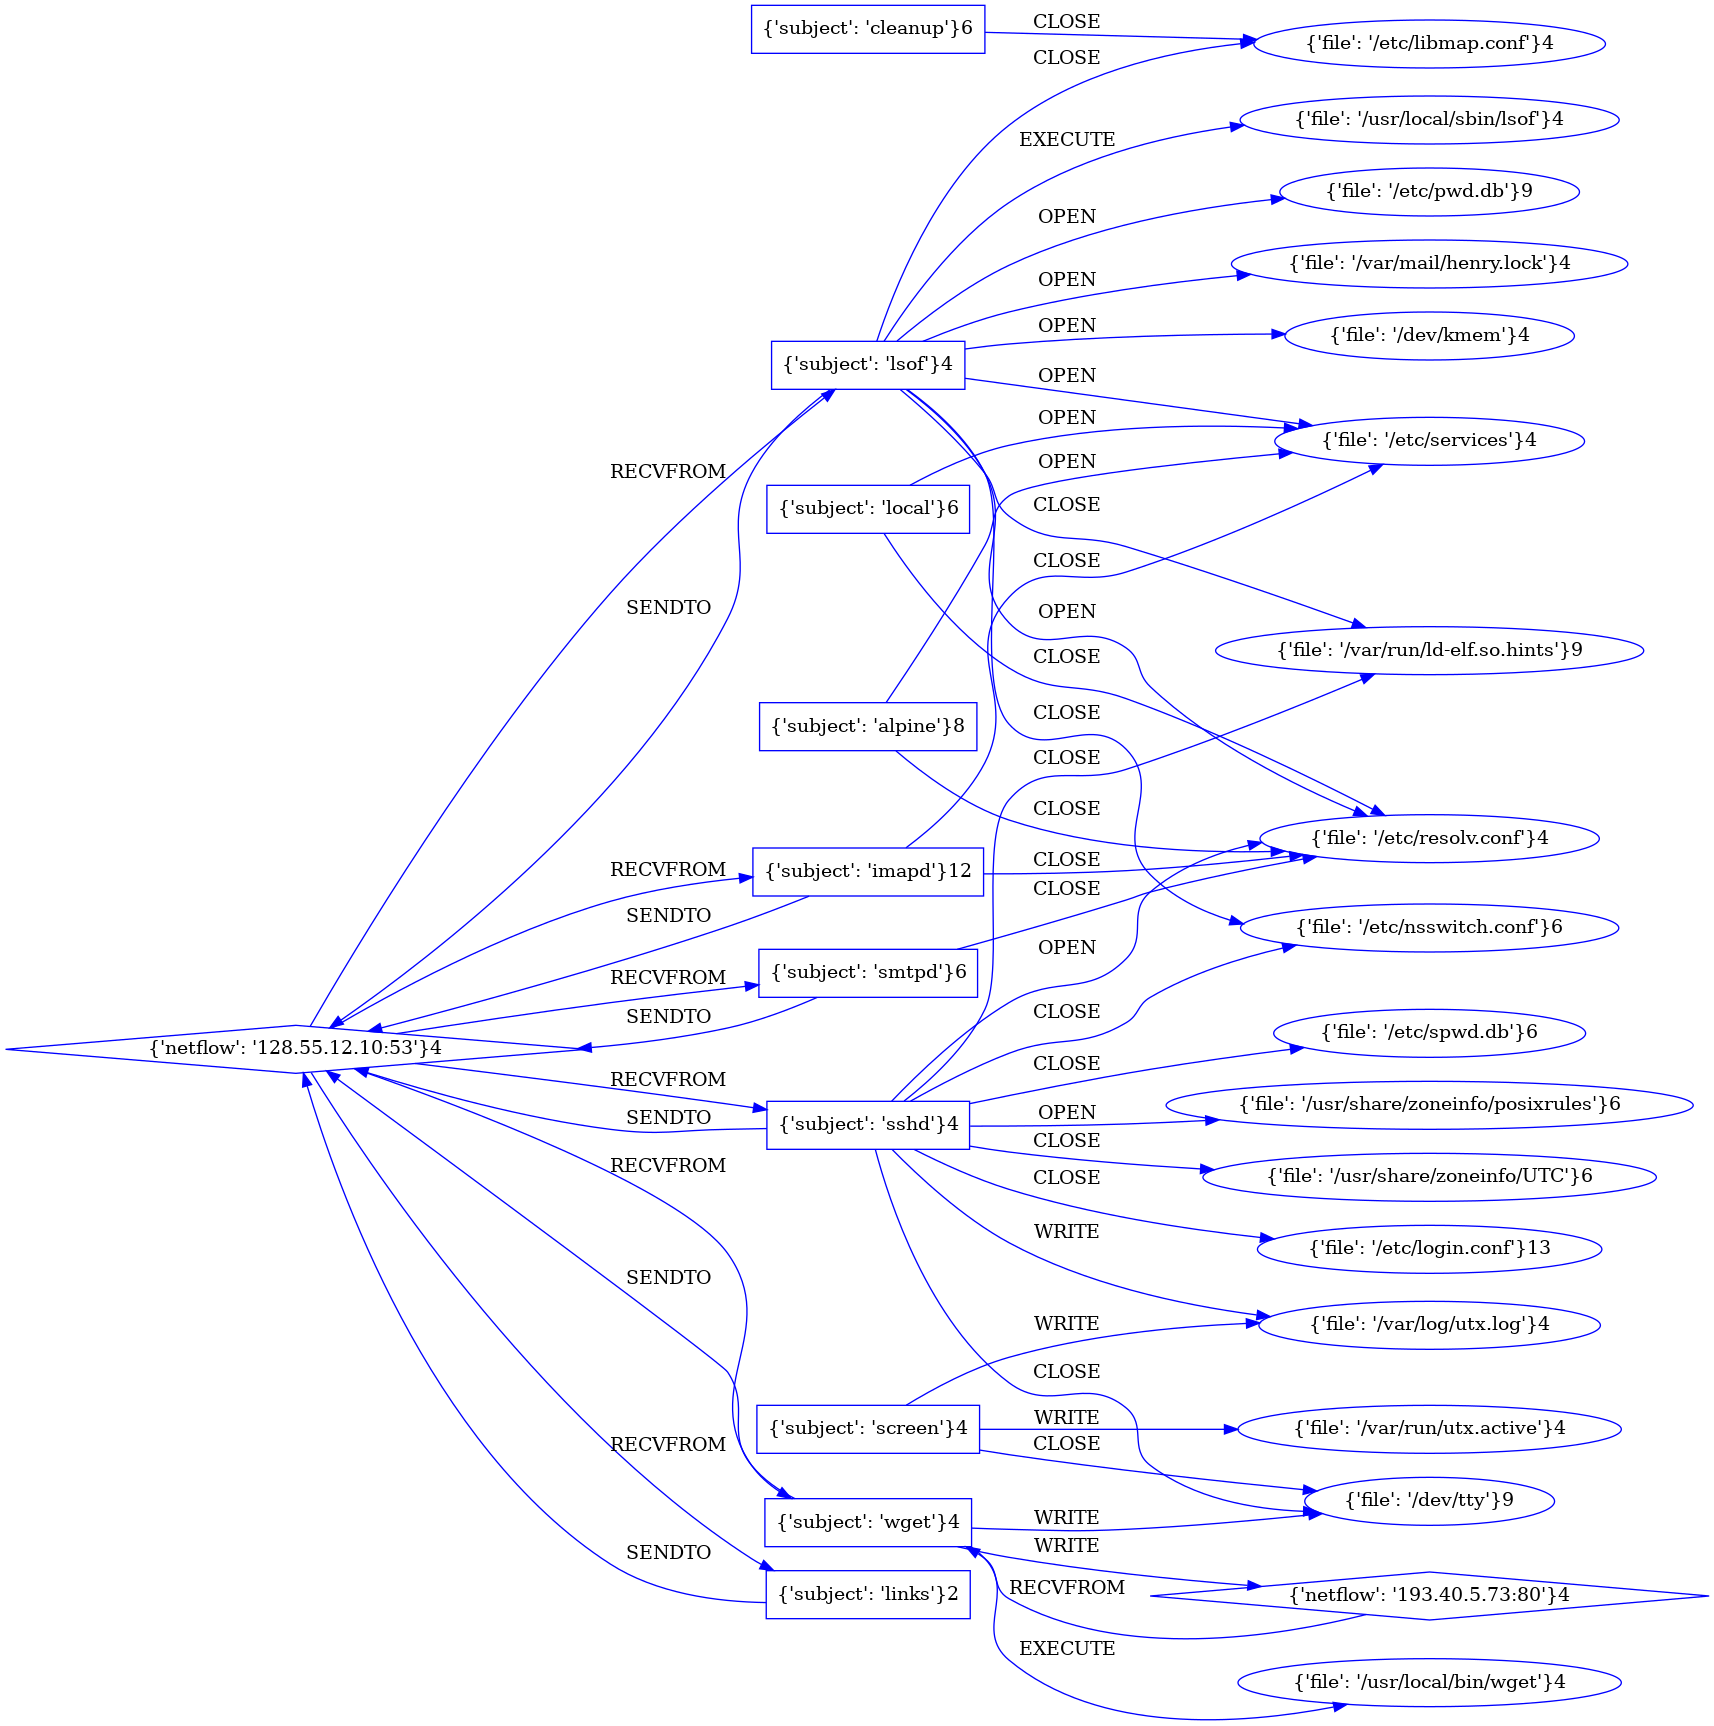 {'subject': 'cleanup'}6
CLOSE
{'file': '/etc/libmap.conf'}4
CLOSE
{'file': '/usr/local/sbin/lsof'}4
EXECUTE
{'file': '/etc/pwd.db'}9
OPEN
{'file': '/var/mail/henry.lock'}4
OPEN
OPEN
{'file': '/dev/kmem'}4
{'subject': 'lsof'}4
OPEN
OPEN
{'file': '/etc/services'}4
RECVFROM
OPEN
{'subject': 'local'}6
CLOSE
CLOSE
SENDTO
OPEN
{'file': '/var/run/ld-elf.so.hints'}9
CLOSE
CLOSE
{'subject': 'alpine'}8
CLOSE
CLOSE
{'file': '/etc/resolv.conf'}4
RECVFROM
{'subject': 'imapd'}12
CLOSE
CLOSE
SENDTO
{'file': '/etc/nsswitch.conf'}6
OPEN
RECVFROM
{'subject': 'smtpd'}6
SENDTO
CLOSE
{'file': '/etc/spwd.db'}6
{'netflow': '128.55.12.10:53'}4
CLOSE
RECVFROM
{'file': '/usr/share/zoneinfo/posixrules'}6
SENDTO
{'subject': 'sshd'}4
OPEN
CLOSE
RECVFROM
CLOSE
{'file': '/usr/share/zoneinfo/UTC'}6
WRITE
{'file': '/etc/login.conf'}13
SENDTO
WRITE
{'file': '/var/log/utx.log'}4
CLOSE
WRITE
{'subject': 'screen'}4
{'file': '/var/run/utx.active'}4
RECVFROM
CLOSE
{'file': '/dev/tty'}9
{'subject': 'wget'}4
WRITE
SENDTO
WRITE
{'subject': 'links'}2
RECVFROM
{'netflow': '193.40.5.73:80'}4
EXECUTE
{'file': '/usr/local/bin/wget'}4